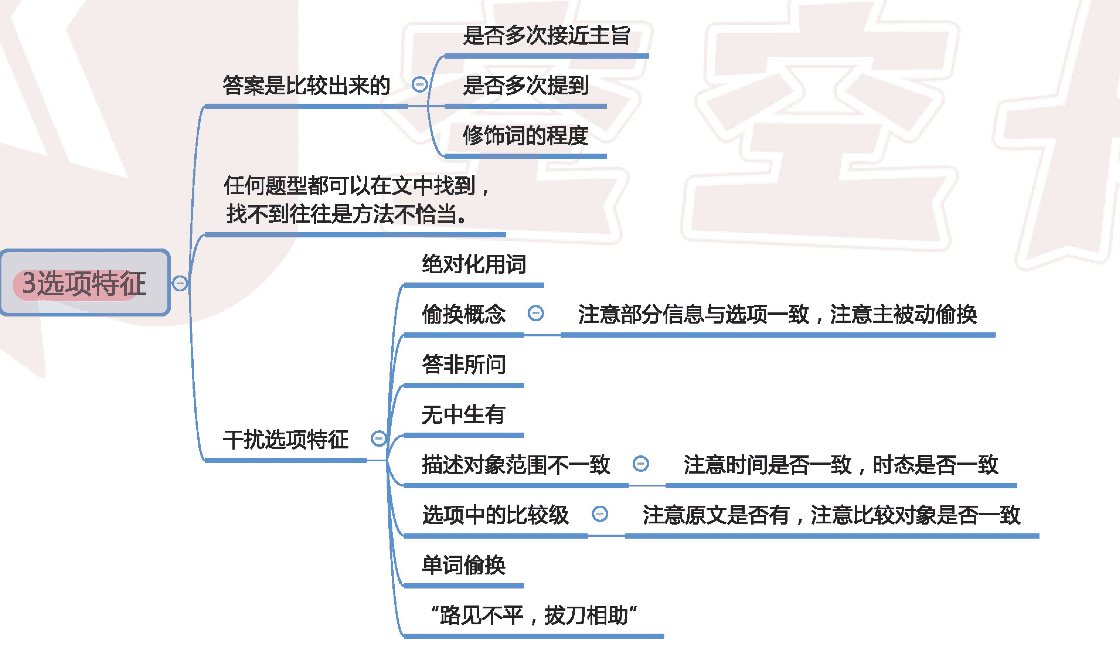 3选项特征
答案是比较出来的
是否多次接近主旨
是否多次提到
修饰词的程度
任何题型都可以在文中找到，
找不到往往是方法不恰当。
干扰选项特征
绝对化用词
偷换概念
注意部分信息与选项一致，注意主被动偷换
答非所问
无中生有
描述对象范围不一致
注意时间是否一致，时态是否一致
选项中的比较级
注意原文是否有，注意比较对象是否一致
单词偷换
“路见不平，拔刀相助”